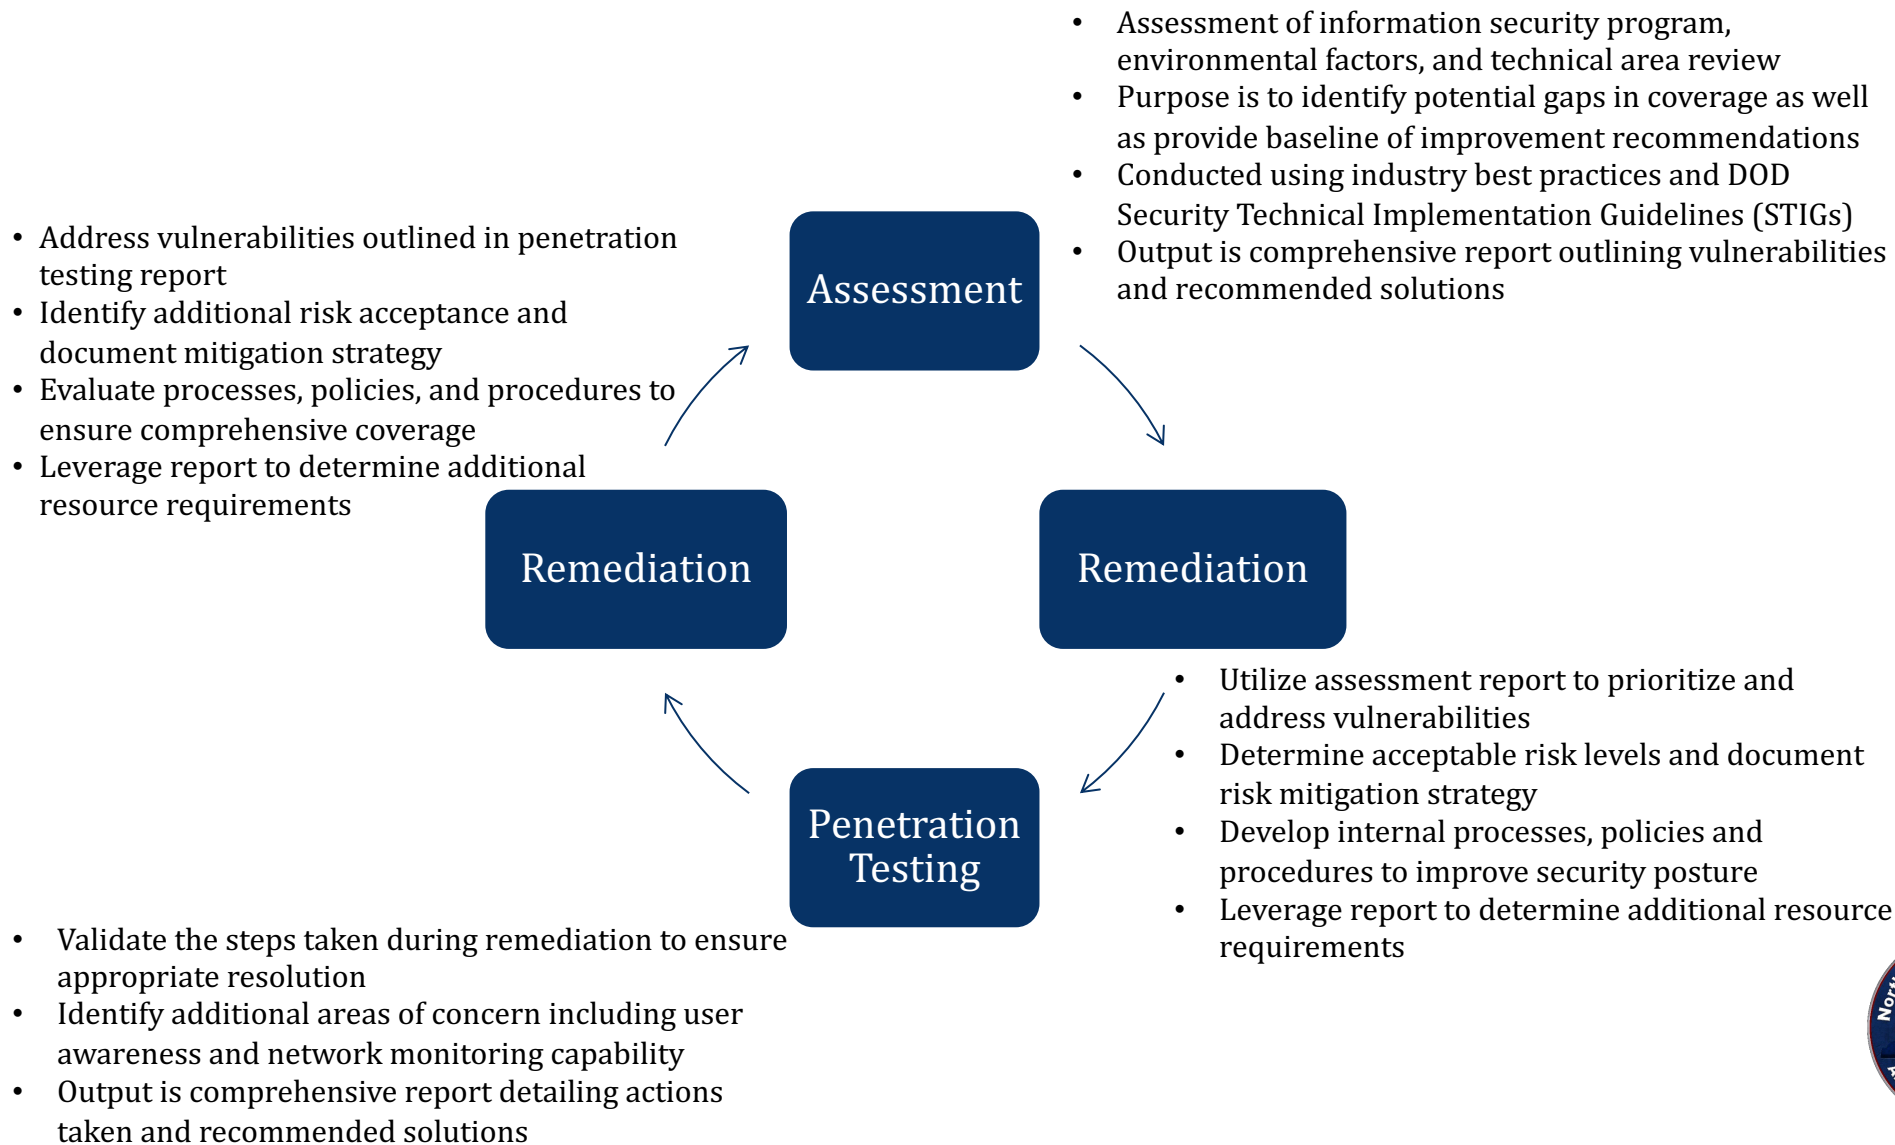 • Assessment of information security program,
environmental factors, and technical area review
• Purpose is to identify potential gaps in coverage as well
as provide baseline of improvement recommendations
• Conducted using industry best practices and DOD
Security Technical Implementation Guidelines (STIGs)
• Output is comprehensive report outlining vulnerabilities
and recommended solutions
• Address vulnerabilities outlined in penetration
testing report
• Identify additional risk acceptance and
document mitigation strategy
• Evaluate processes, policies, and procedures to
ensure comprehensive coverage
• Leverage report to determine additional
resource requirements
Assessment
Remediation
Remediation
• Utilize assessment report to prioritize and
address vulnerabilities
• Determine acceptable risk levels and document
risk mitigation strategy
• Develop internal processes, policies and
procedures to improve security posture
• Leverage report to determine additional resource
requirements
Penetration
Testing
• Validate the steps taken during remediation to ensure
appropriate resolution
• Identify additional areas of concern including user
awareness and network monitoring capability
• Output is comprehensive report detailing actions
taken and recommended solutions